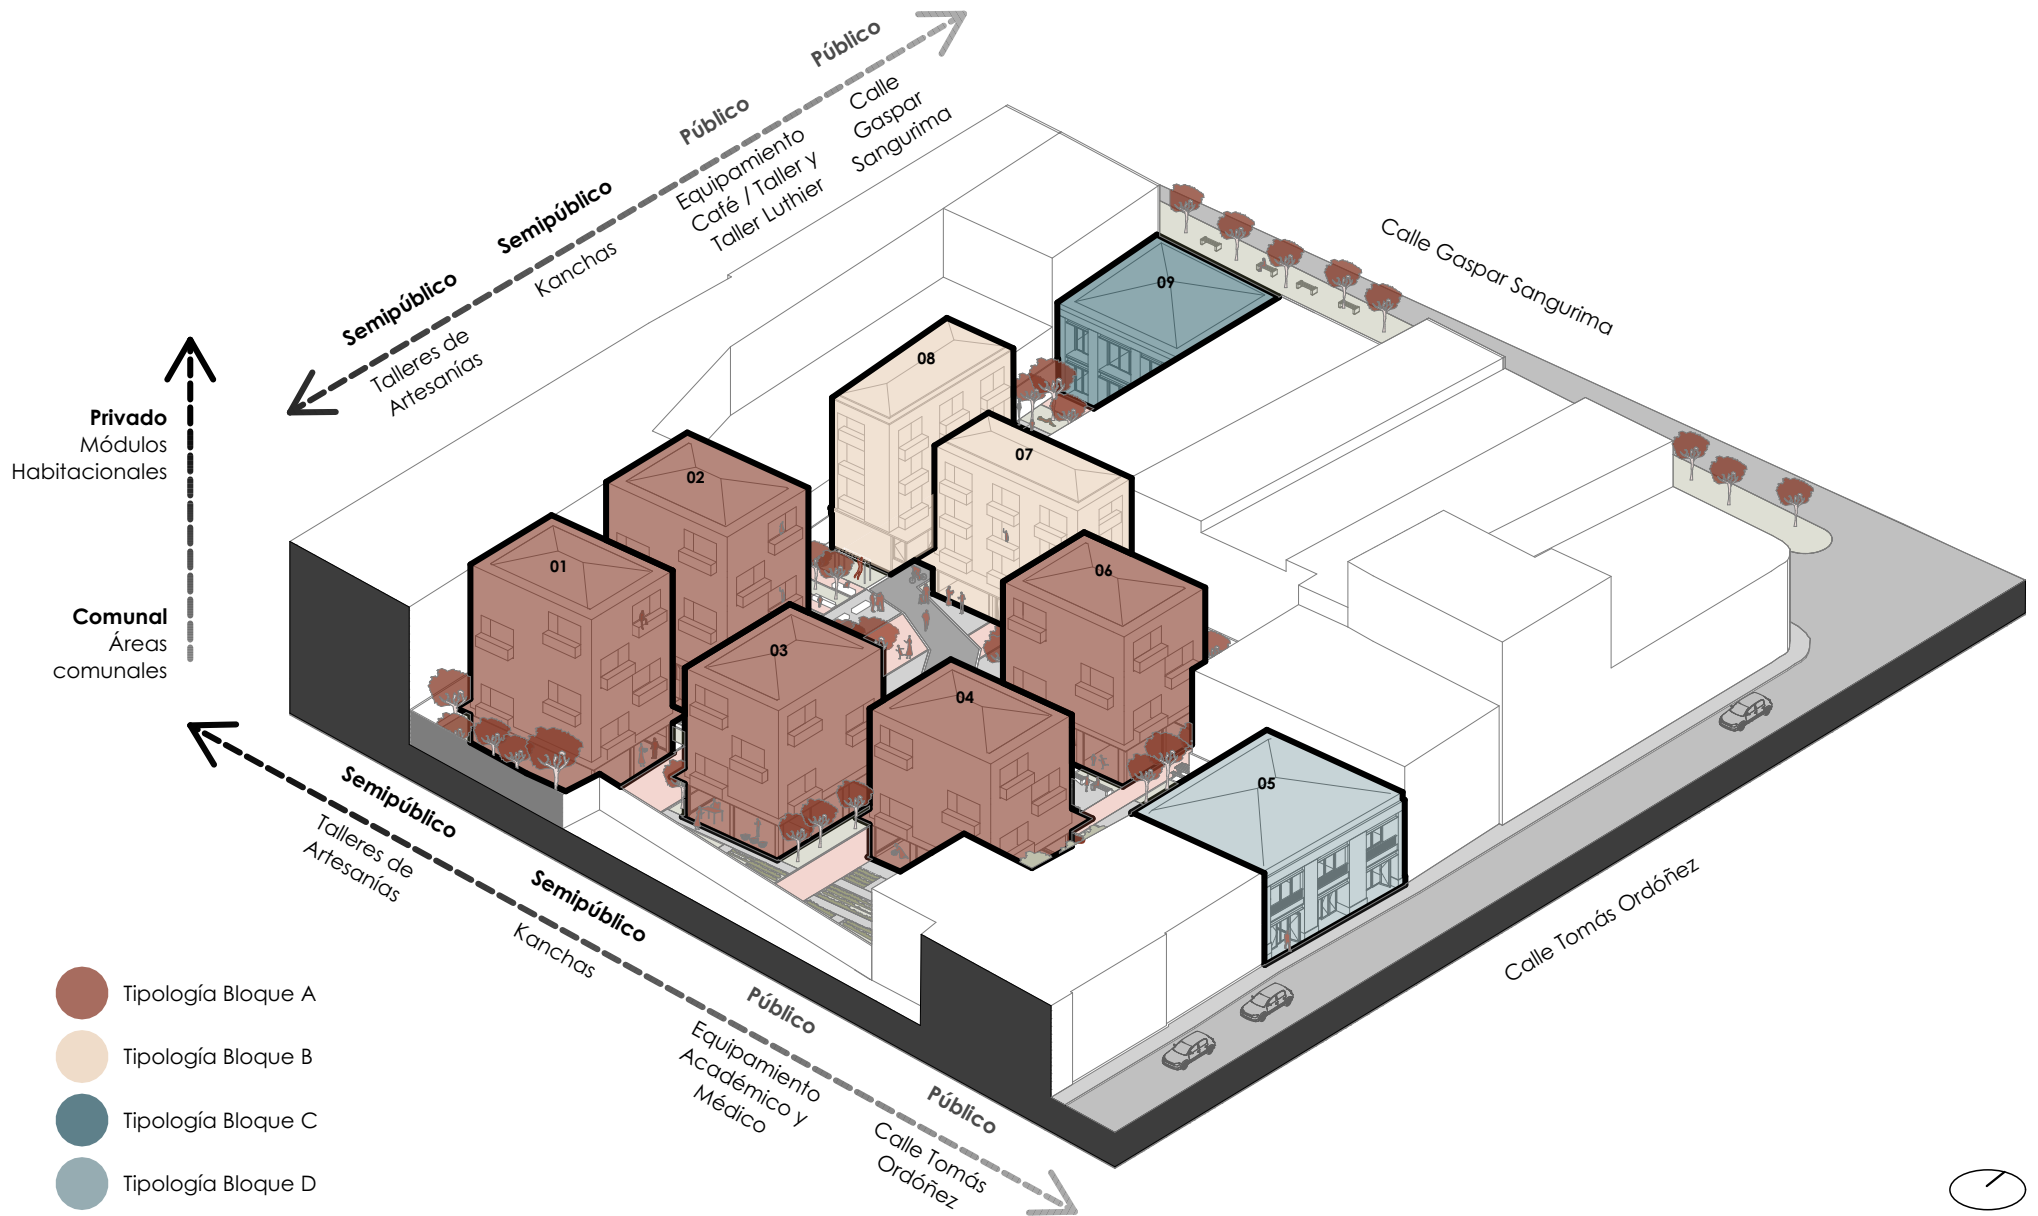 Público
Calle
Gaspar
Sangurima
Público
Equipamiento
Café / Taller y
Taller Luthier
Semipúblico
Kanchas
Semipúblico
Talleres de
Artesanías
Calle Gaspar Sangurima
Privado
Módulos
Habitacionales
Comunal
Áreas
comunales
09
08
07
02
01
06
03
04
05
Semipúblico
Talleres de
Artesanías
Semipúblico
Kanchas
Público
Equipamiento
Académico y
Médico
Público
Calle Tomás
Ordóñez
Calle Tomás Ordóñez
Tipología Bloque A
Tipología Bloque B
Tipología Bloque C
Tipología Bloque D